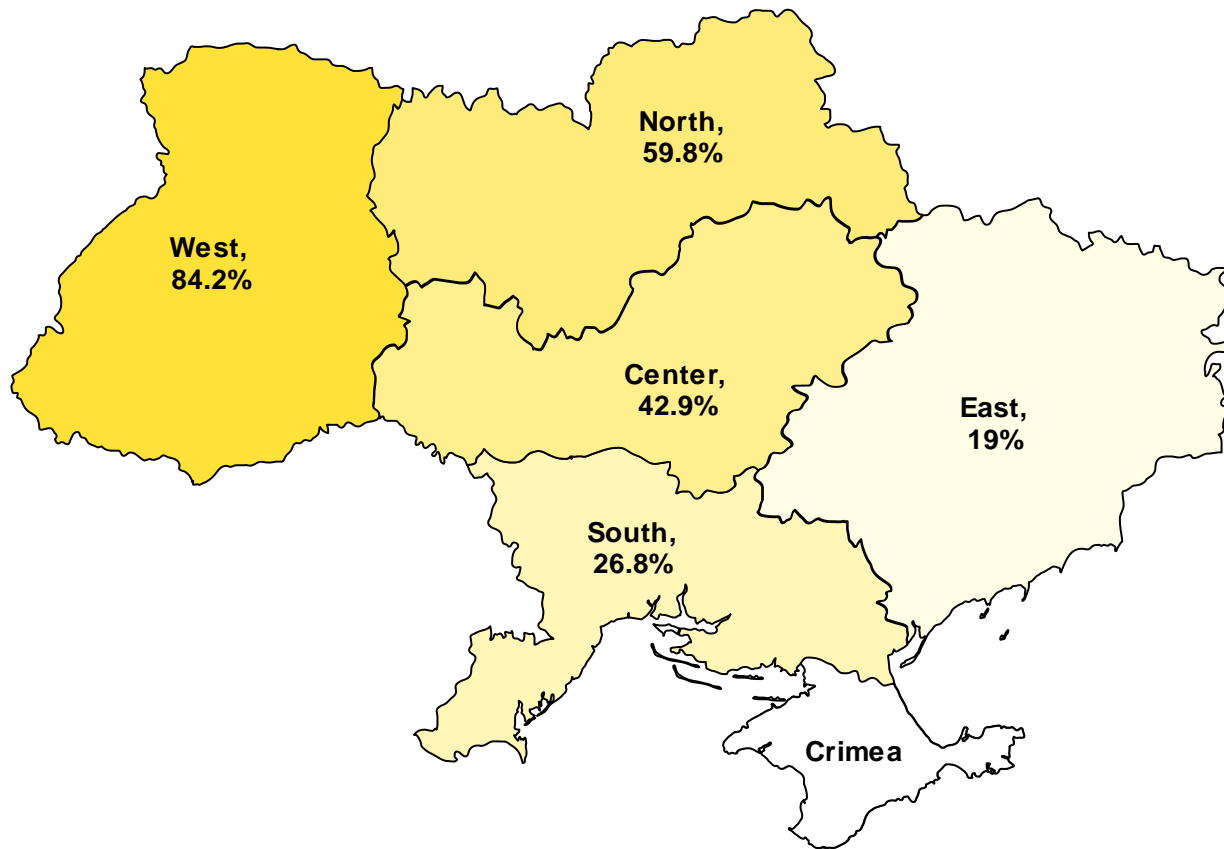 North,
59.8%
West,
84.2%
Center,
42.9%
East,
19%
South,
26.8%
Crimea